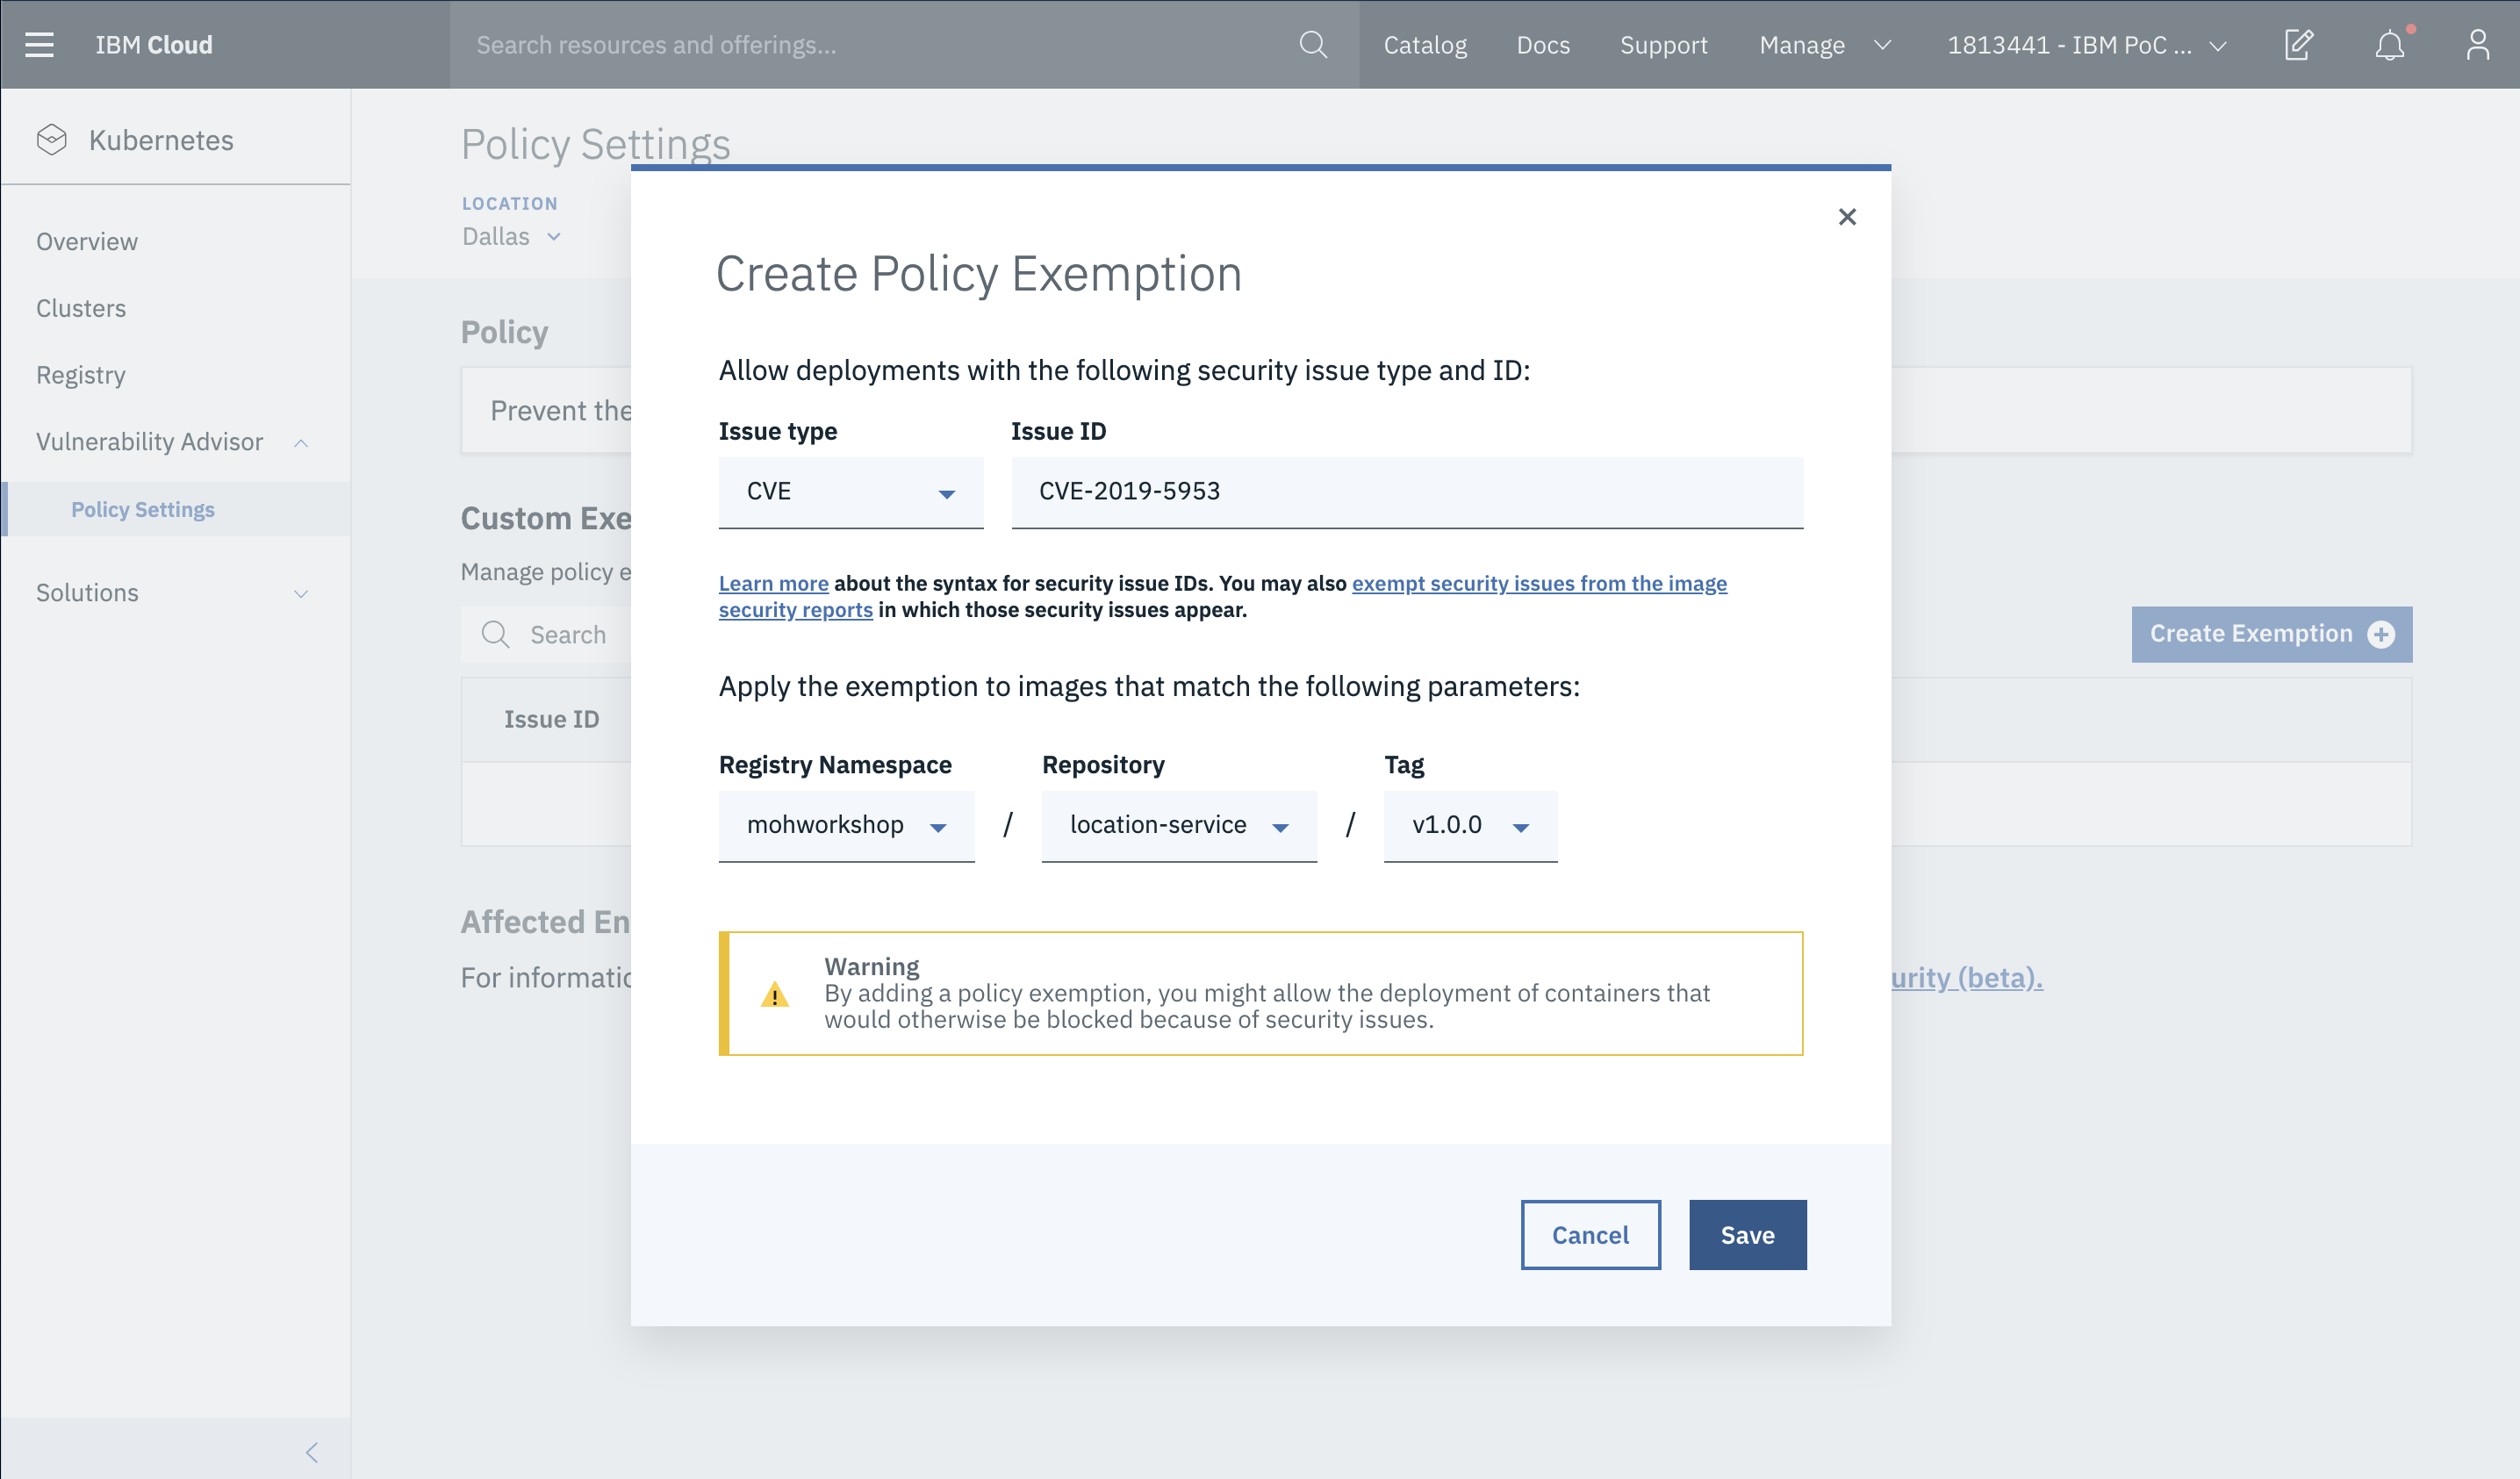 IBM Cloud
Search resources and offerings...
Catalog
Docs
Support
Manage
1813441 - IBM PoC ...
Kubernetes
Overview
Clusters
Registry
Vulnerability Advisor
Policy Settings
Solutions
Policy Settings
LOCATION
Dallas
Policy
Prevent the
Custom Exe
Manage policy e
Search
Create Exemption
Issue ID
Affected En
For informatio
urity (beta).
Create Policy Exemption
Allow deployments with the following security issue type and ID:
Issue type
Issue ID
CVE
CVE-2019-5953
Learn more about the syntax for security issue IDs. You may also exempt security issues from the image
security reports in which those security issues appear.
Apply the exemption to images that match the following parameters:
Registry Namespace
Repository
Tag
mohworkshop / location-service / v1.0.0
Warning
By adding a policy exemption, you might allow the deployment of containers that
would otherwise be blocked because of security issues.
Cancel
Save